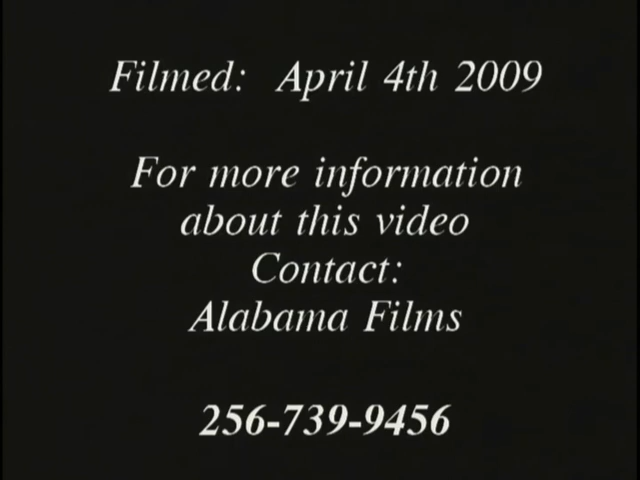 Filmed: April 4th 2009
For more information
about this video
Contact:
Alabama Films
256-739-9456